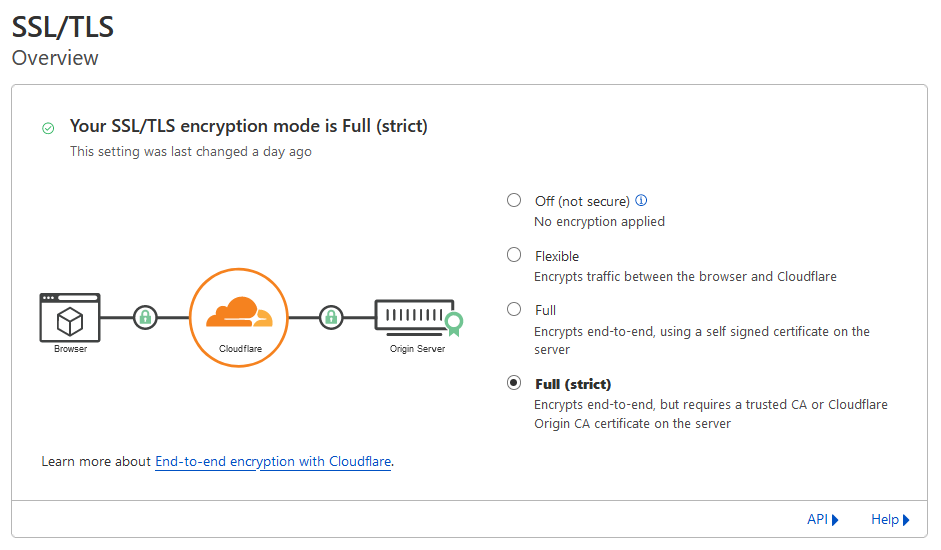 SSL/TLS
Overview
Your SSL/TLS encryption mode is Full (strict)
This setting was last changed a day ago
Off (not secure)
No encryption applied
Flexible
Encrypts traffic between the browser and Cloudflare
Full
Encrypts end-to-end, using a self signed certificate on the
server
Full (strict)
Encrypts end-to-end, but requires a trusted CA or Cloudflare
Origin CA certificate on the server
Browser
Cloudflare
Origin Server
Learn more about End-to-end encryption with Cloudflare.
API
Help